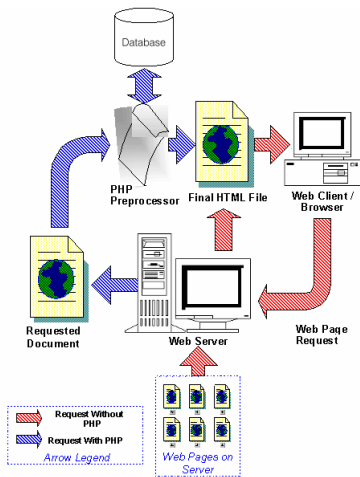 Database
PHP
Preprocessor
Final HTML File
Web Client /
Browser
Requested
Document
Web Server
Web Page
Request
Request Without
PHP
Request With PHP
Arrow Legend
Web Pages on
Server